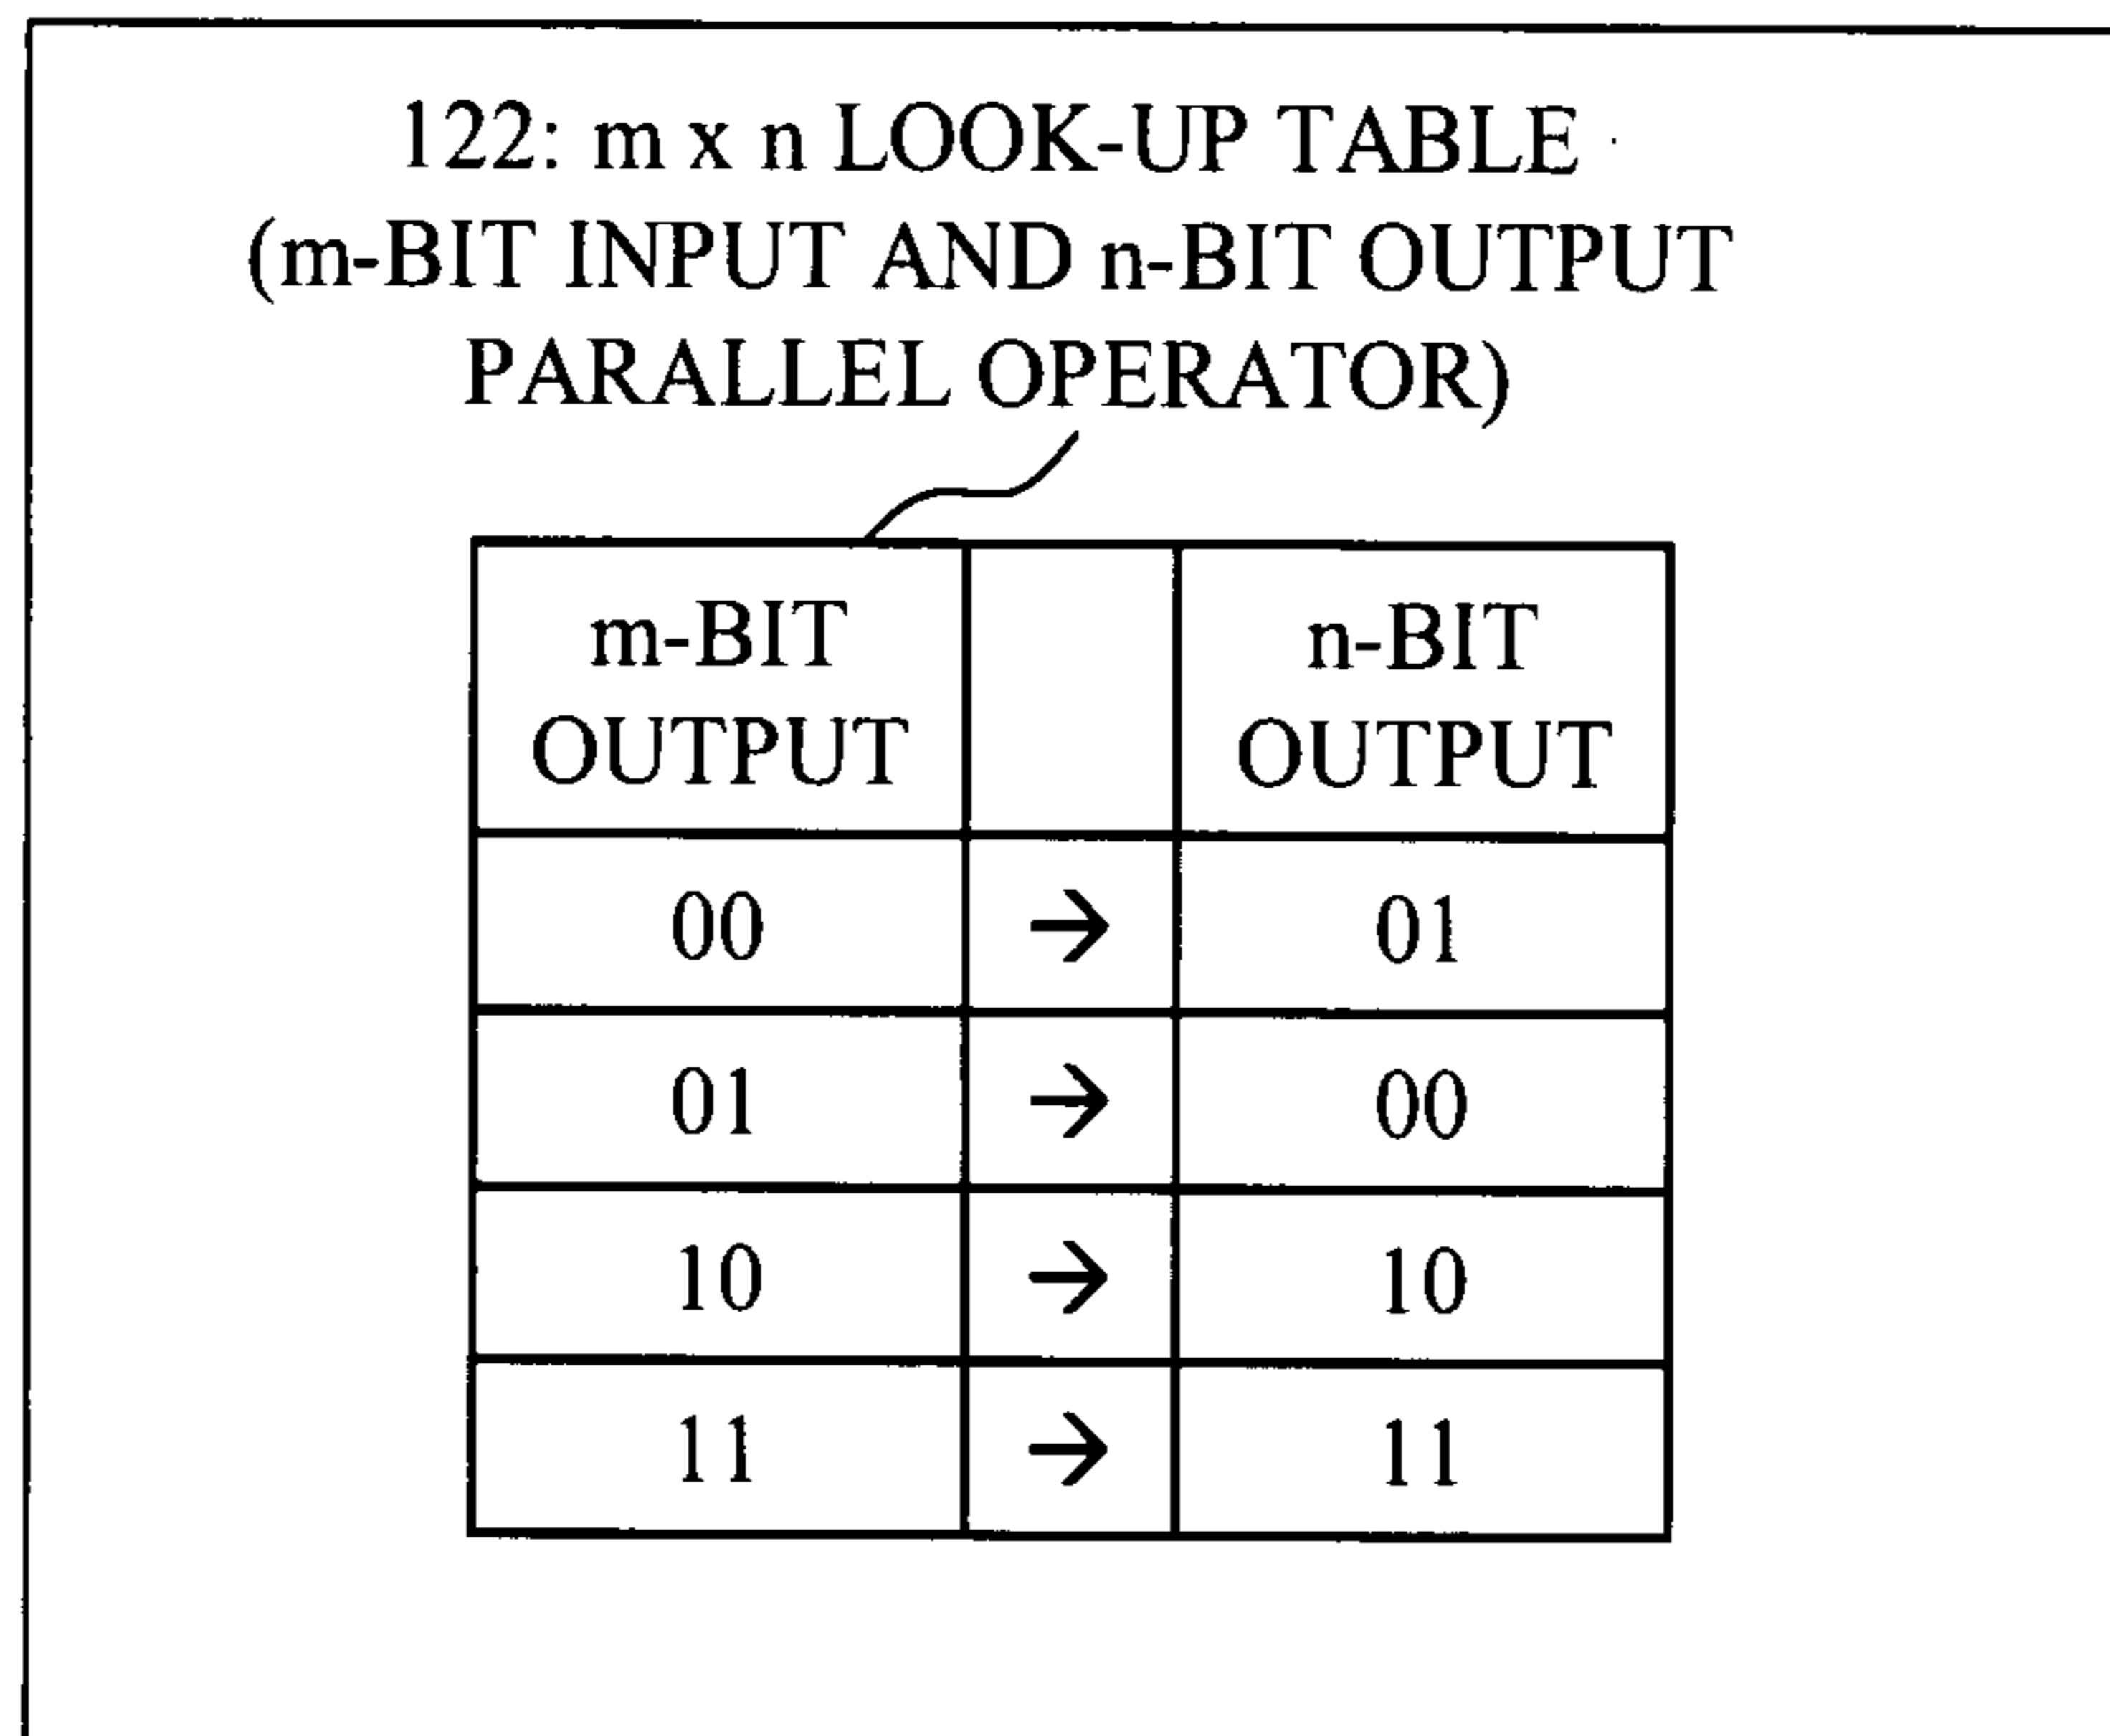 122: m x n LOOK-UP TABLE
(m-BIT INPUT AND n-BIT OUTPUT
PARALLEL OPERATOR)
m-BIT
OUTPUT
n-BIT
OUTPUT
00 → 01
01 → 00
10 → 10
11 → 11